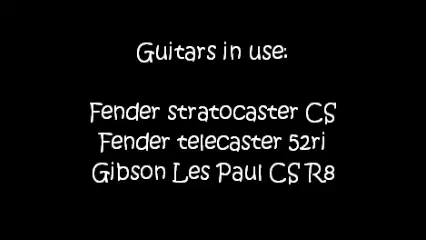 Guitars in use:
Fender stratocaster CS
Fender telecaster 52ri
Gibson Les Paul CS R8